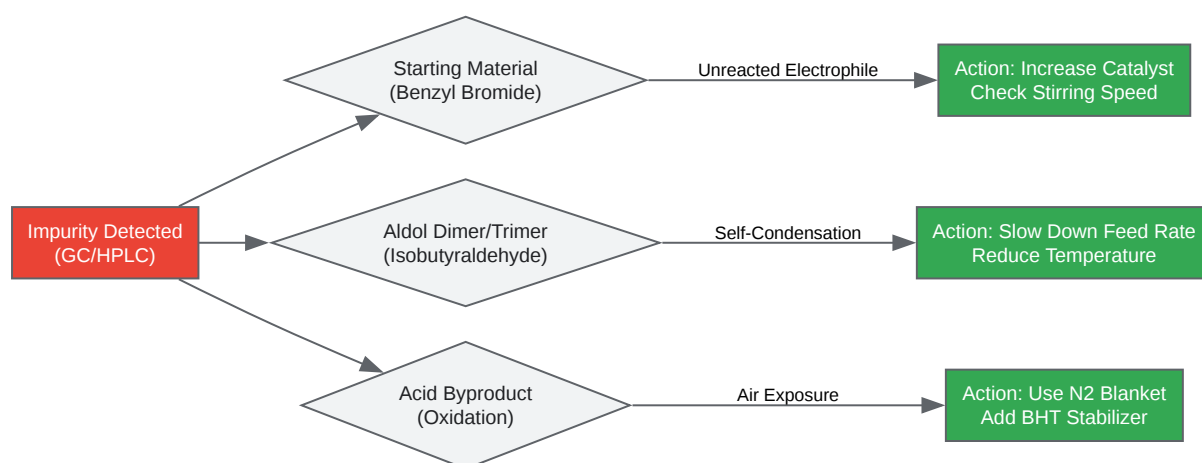 Starting Material
(Benzyl Bromide)
Unreacted Electrophile
Action: Increase Catalyst
Check Stirring Speed
Impurity Detected
(GC/HPLC)
Aldol Dimer/Trimer
(Isobutyraldehyde)
Self-Condensation
Action: Slow Down Feed Rate
Reduce Temperature
Acid Byproduct
(Oxidation)
Air Exposure
Action: Use N2 Blanket
Add BHT Stabilizer